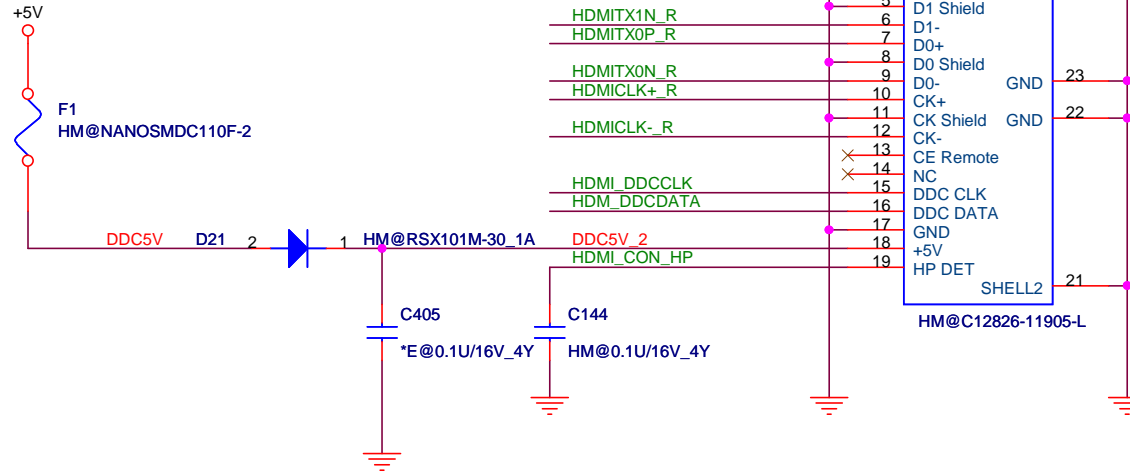 +5V
F1
HM@NANOSMDC110F-2
DDC5V
D21
2
1
HM@RSX101M-30_1A
C405
*E@0.1U/16V_4Y
C144
HM@0.1U/16V_4Y
HDMITX1N_R
HDMITX0P_R
HDMITX0N_R
HDMICLK+_R
HDMICLK-_R
HDMI_DDCCLK
HDM_DDCDATA
DDC5V_2
HDMI_CON_HP
5 D1 Shield
6 D1-
7 D0+
8 D0 Shield
9 D0-
10 CK+
11 CK Shield
12 CK-
13 CE Remote
14 NC
15 DDC CLK
16 DDC DATA
17 GND
18 +5V
19 HP DET
GND 23
GND 22
SHELL2 21
HM@C12826-11905-L